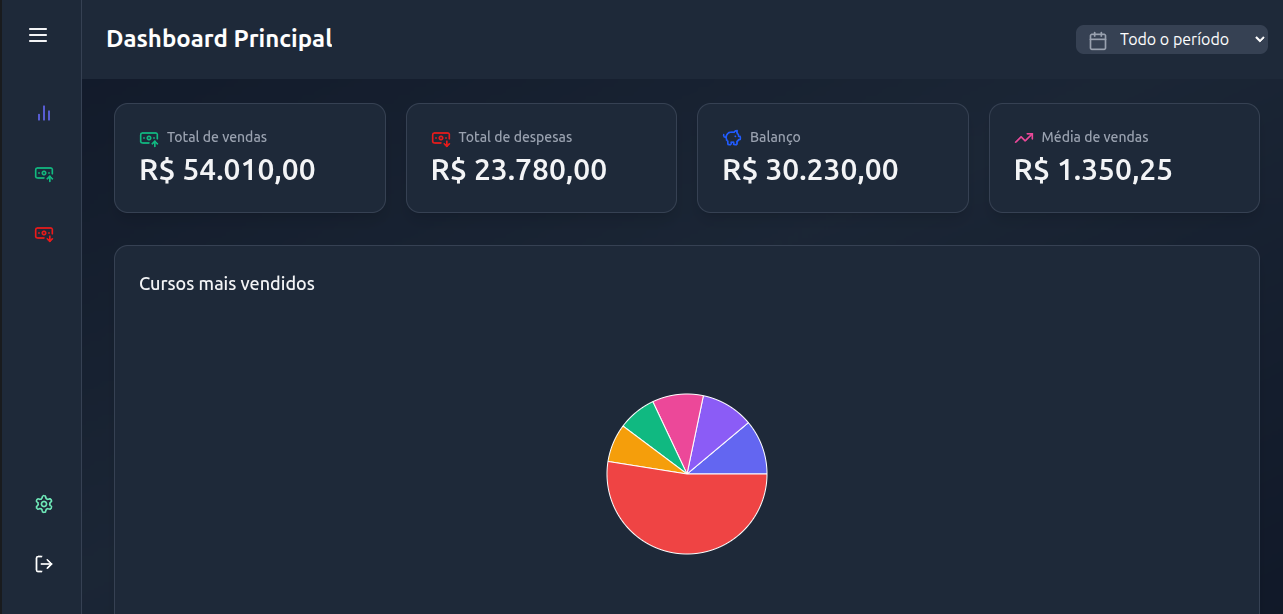 Dashboard Principal
Todo o período
Total de vendas
R$ 54.010,00
Total de despesas
R$ 23.780,00
Balanço
R$ 30.230,00
Média de vendas
R$ 1.350,25
Cursos mais vendidos